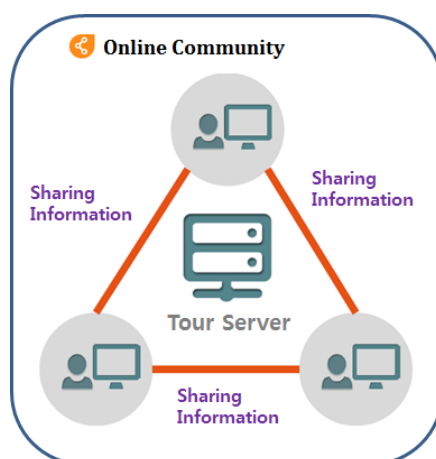 Online Community
Sharing
Information
Sharing
Information
Tour Server
Sharing
Information